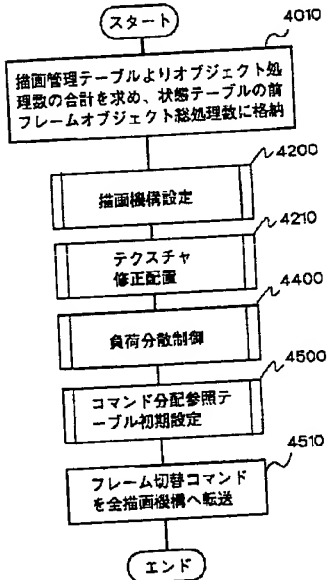 スタート
4010
描画管理テーブルよりオブジェクト処
理数の合計を求め、状態テーブルの前
フレームオブジェクト総処理数に格納
4200
描画機構設定
4210
テクスチャ
修正配置
4400
負荷分散制御
4500
コマンド分配参照テ
ーブル初期設定
4510
フレーム切替コマンド
を全描画機構へ転送
エンド